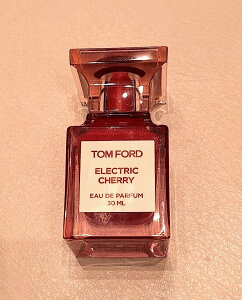 TOM FORD
ELECTRIC
CHERRY
EAU DE PARFUM
30 ML